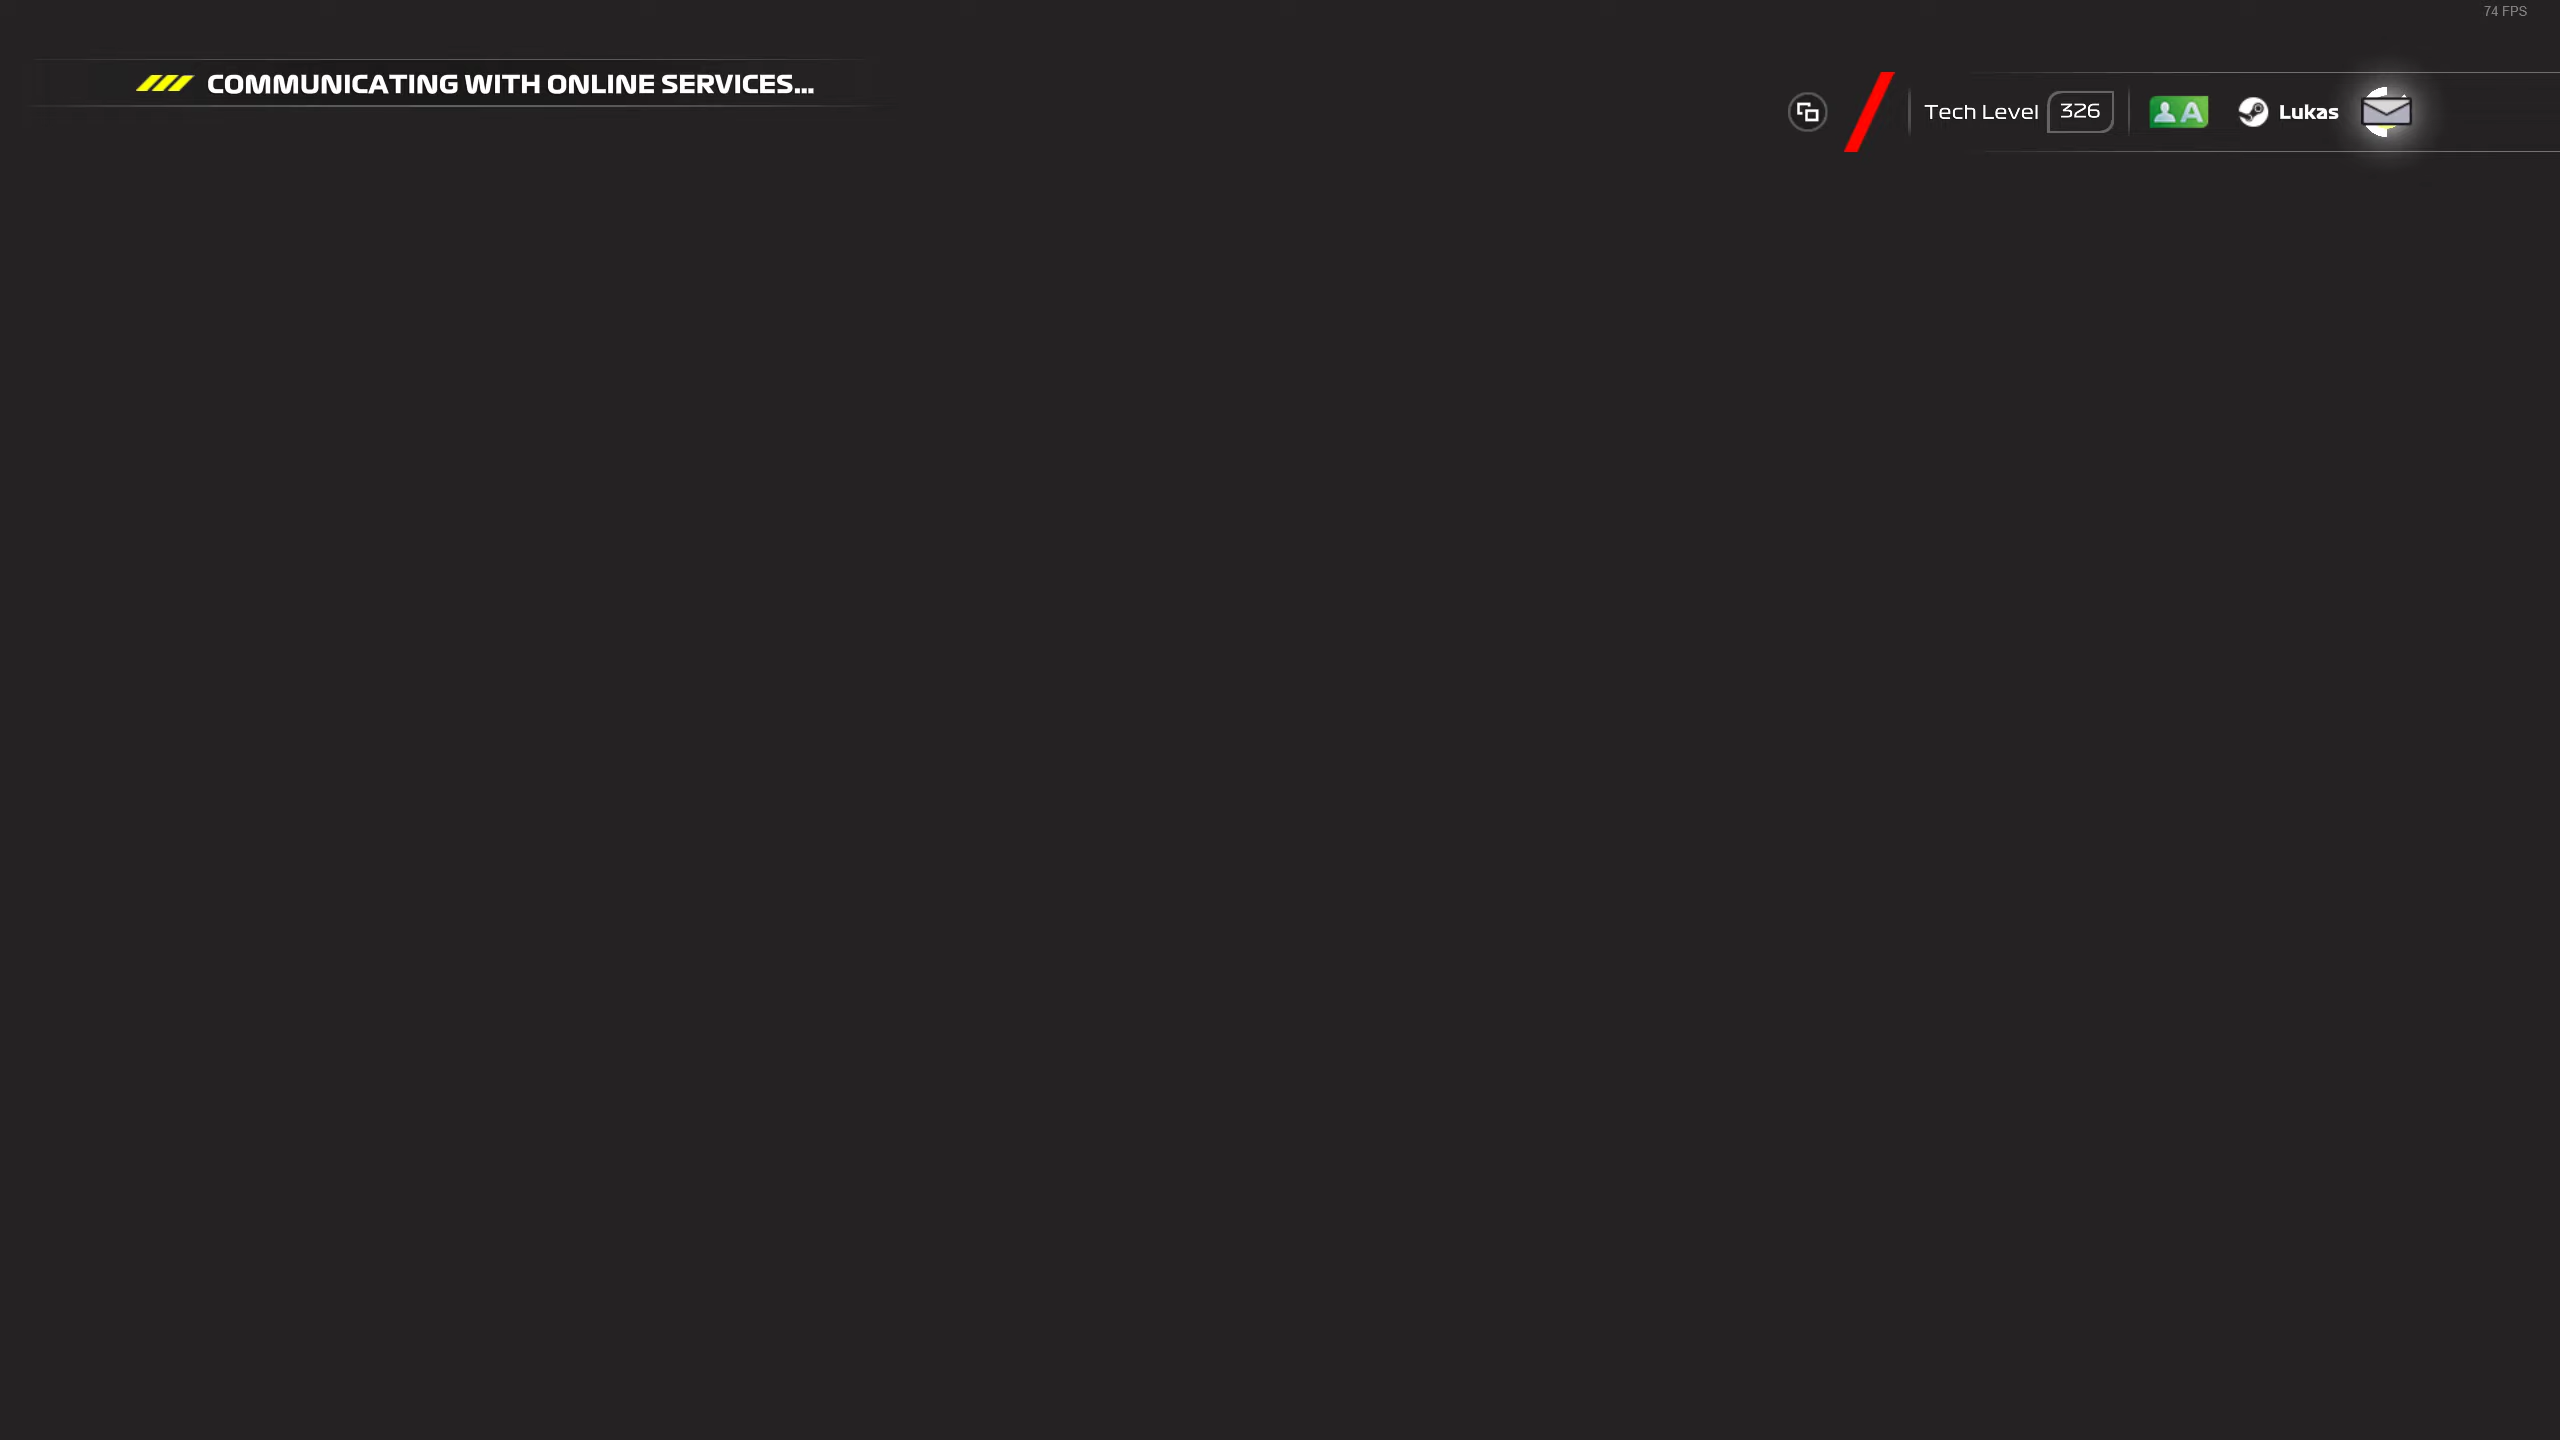 74 FPS
COMMUNICATING WITH ONLINE SERVICES...
Tech Level 326 A Lukas